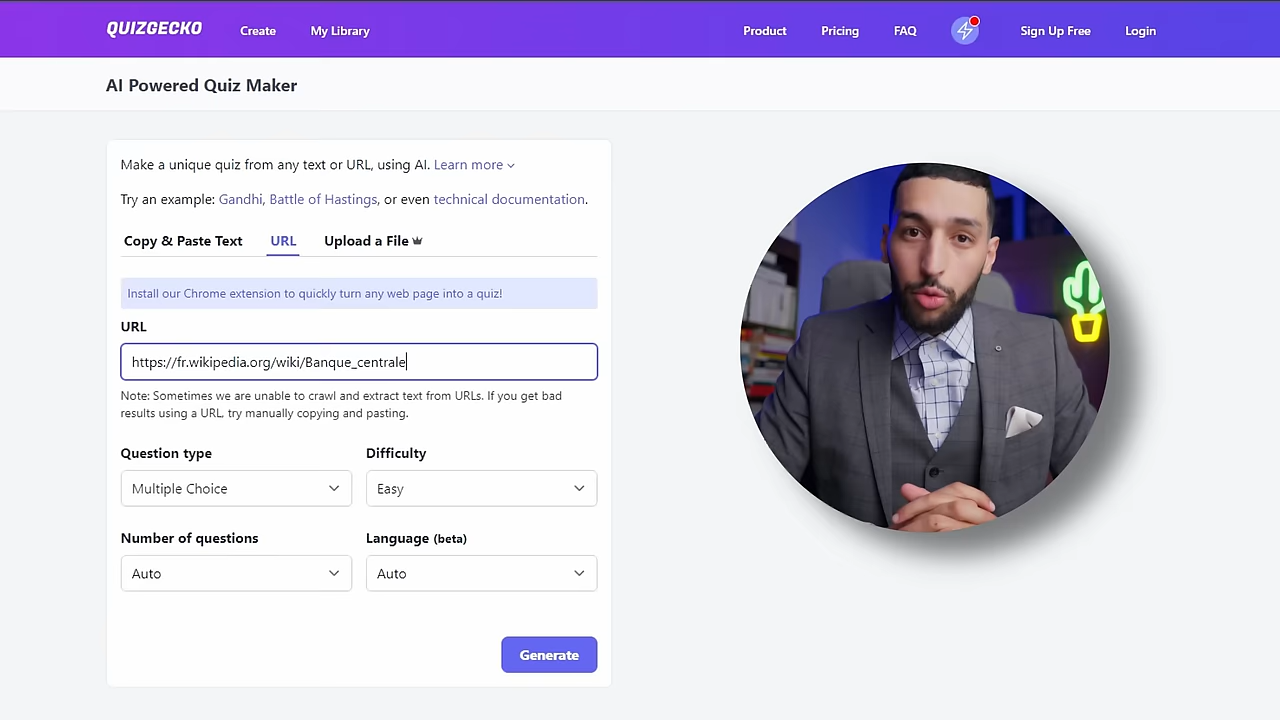 QUIZGECKO Create My Library Product Pricing FAQ Sign Up Free Login
AI Powered Quiz Maker
Make a unique quiz from any text or URL, using AI. Learn more
Try an example: Gandhi, Battle of Hastings, or even technical documentation.
Copy & Paste Text URL Upload a File
Install our Chrome extension to quickly turn any web page into a quiz!
URL
https://fr.wikipedia.org/wiki/Banque_centrale
Note: Sometimes we are unable to crawl and extract text from URLs. If you get bad
results using a URL, try manually copying and pasting.
Question type Difficulty
Multiple Choice Easy
Number of questions Language (beta)
Auto Auto
Generate